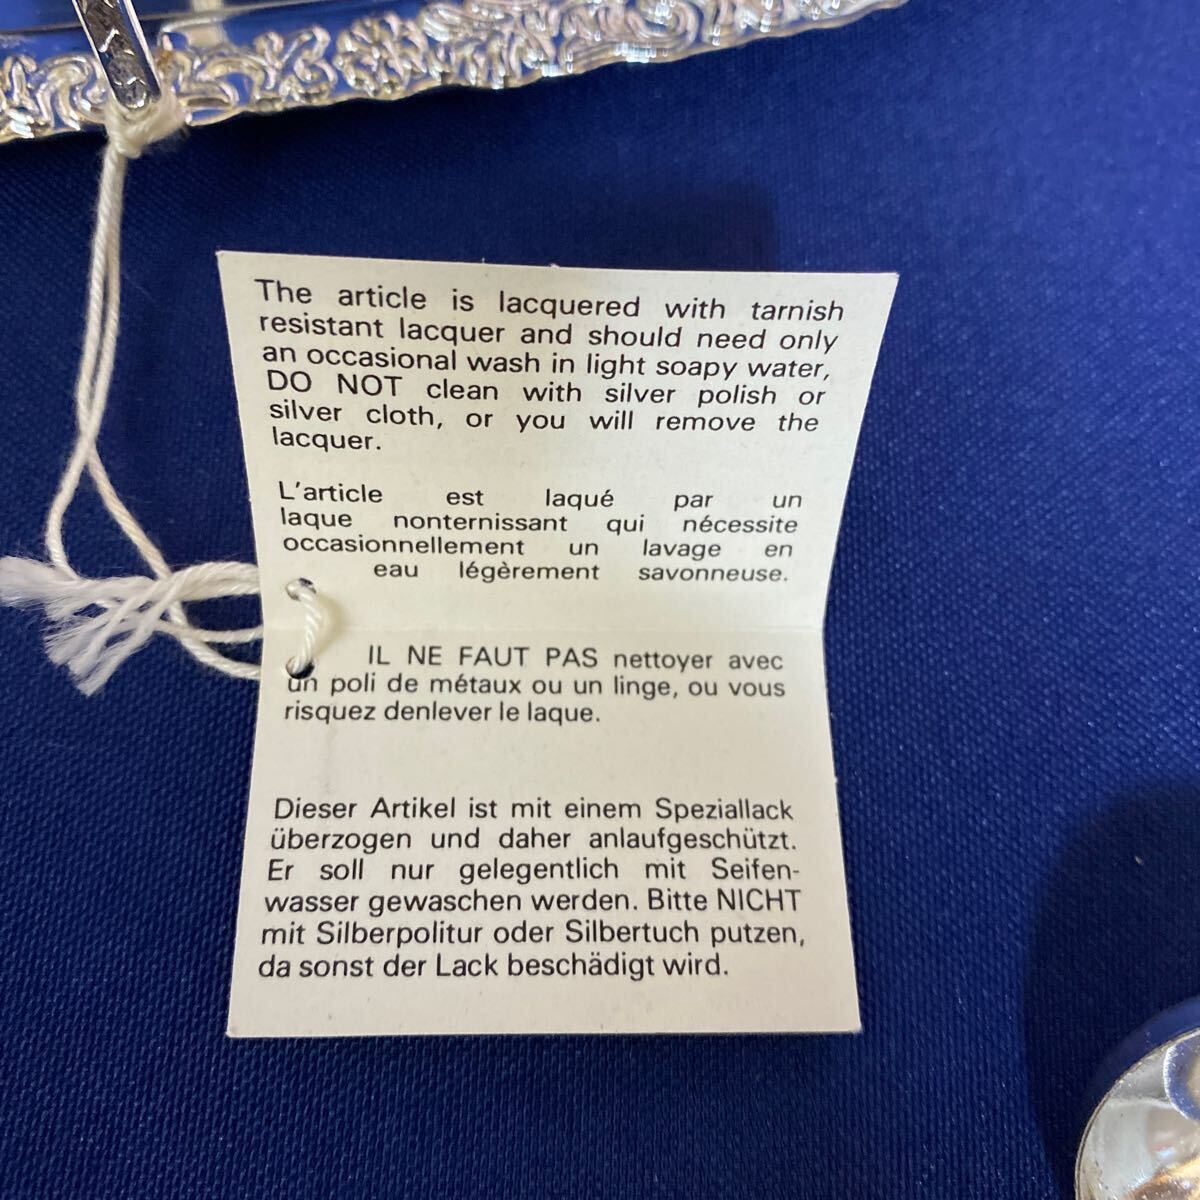 The article is lacquered with tarnish
resistant lacquer and should need only
an occasional wash in light soapy water,
DO NOT clean with silver polish or
silver cloth, or you will remove the
lacquer.
L'article est laqué par un
laque nonternissant qui nécessite
occasionnellement un lavage en
eau légèrement savonneuse.
IL NE FAUT PAS nettoyer avec
un poli de métaux ou un linge, ou vous
risquez denlever le laque.
Dieser Artikel ist mit einem Speziallack
überzogen und daher anlaufgeschützt.
Er soll nur gelegentlich mit Seifen-
wasser gewaschen werden. Bitte NICHT
mit Silberpolitur oder Silbertuch putzen,
da sonst der Lack beschädigt wird.